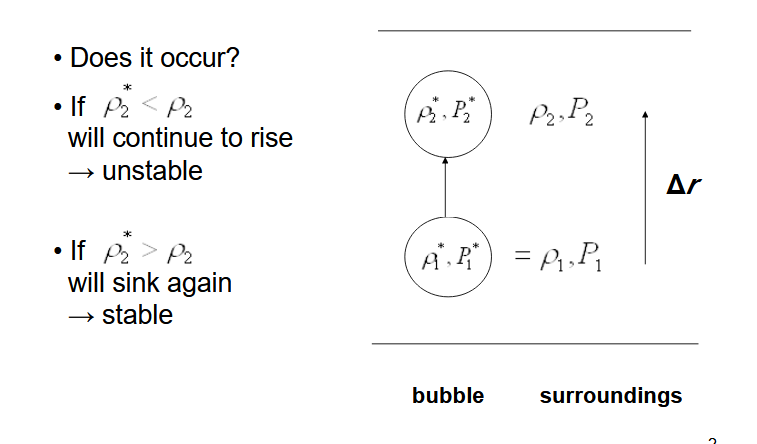 • Does it occur?
• If ρ₂* < ρ₂
will continue to rise
→ unstable
• If ρ₂* > ρ₂
will sink again
→ stable
ρ₂*, P₂*
ρ₂, P₂
Δr
ρ₁*, P₁* = ρ₁, P₁
bubble surroundings